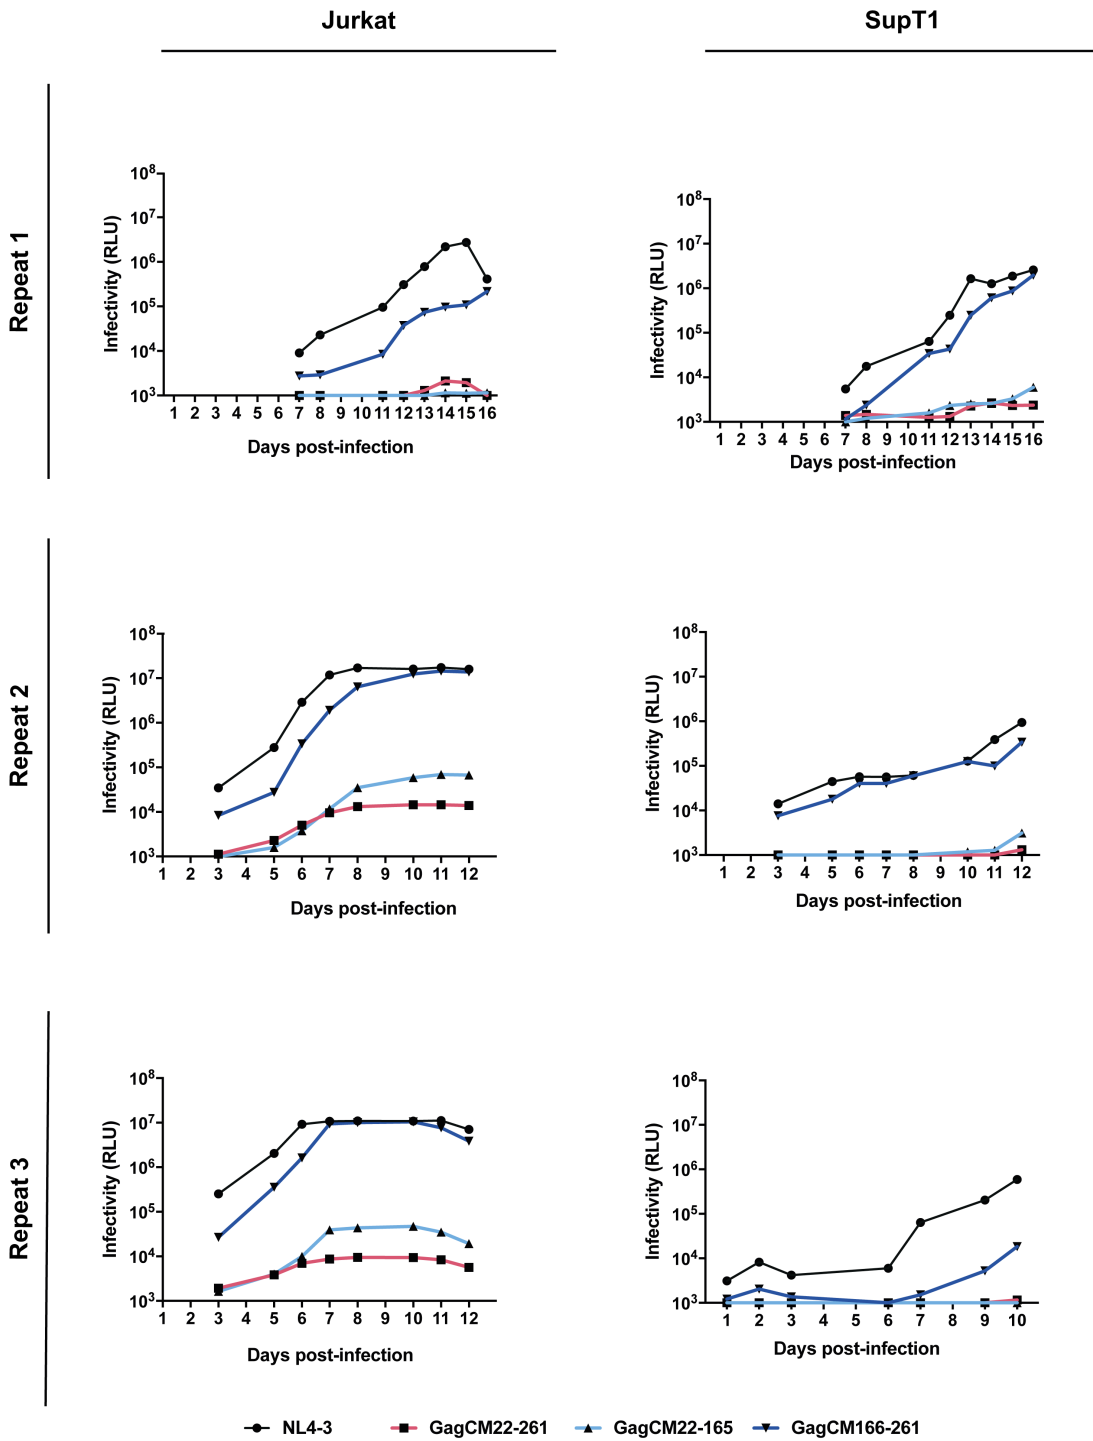 Jurkat
SupT1
Repeat 1
Infectivity (RLU)
10⁸
10⁷
10⁶
10⁵
10⁴
10³
1 2 3 4 5 6 7 8 9 10 11 12 13 14 15 16
Days post-infection
Infectivity (RLU)
10⁸
10⁷
10⁶
10⁵
10⁴
10³
1 2 3 4 5 6 7 8 9 10 11 12 13 14 15 16
Days post-infection
Repeat 2
Infectivity (RLU)
10⁸
10⁷
10⁶
10⁵
10⁴
10³
1 2 3 4 5 6 7 8 9 10 11 12
Days post-infection
Infectivity (RLU)
10⁸
10⁷
10⁶
10⁵
10⁴
10³
1 2 3 4 5 6 7 8 9 10 11 12
Days post-infection
Repeat 3
Infectivity (RLU)
10⁸
10⁷
10⁶
10⁵
10⁴
10³
1 2 3 4 5 6 7 8 9 10 11 12
Days post-infection
Infectivity (RLU)
10⁸
10⁷
10⁶
10⁵
10⁴
10³
1 2 3 4 5 6 7 8 9 10
Days post-infection
NL4-3 GagCM22-261 GagCM22-165 GagCM166-261